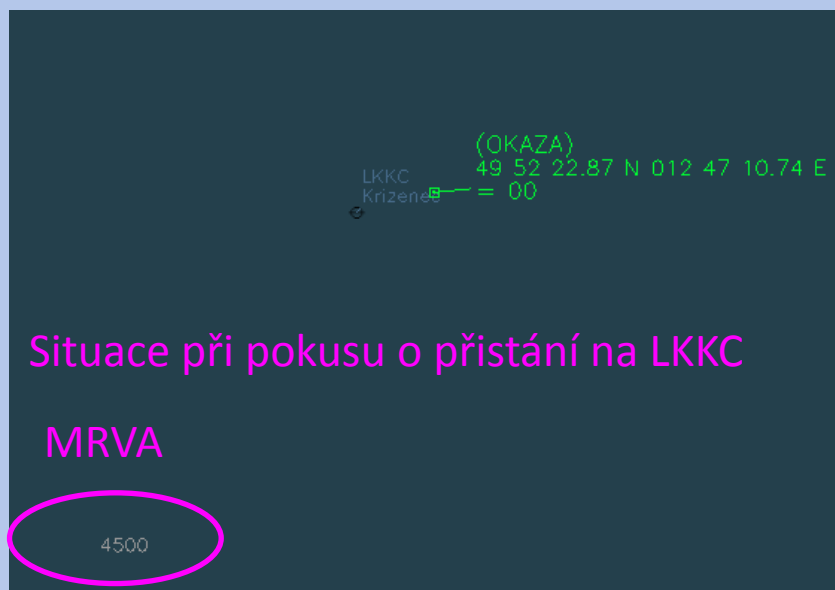 (OKAZA)
49 52 22.87 N 012 47 10.74 E
= 00
LKKC
Krizenec
Situace při pokusu o přistání na LKKC
MRVA
4500